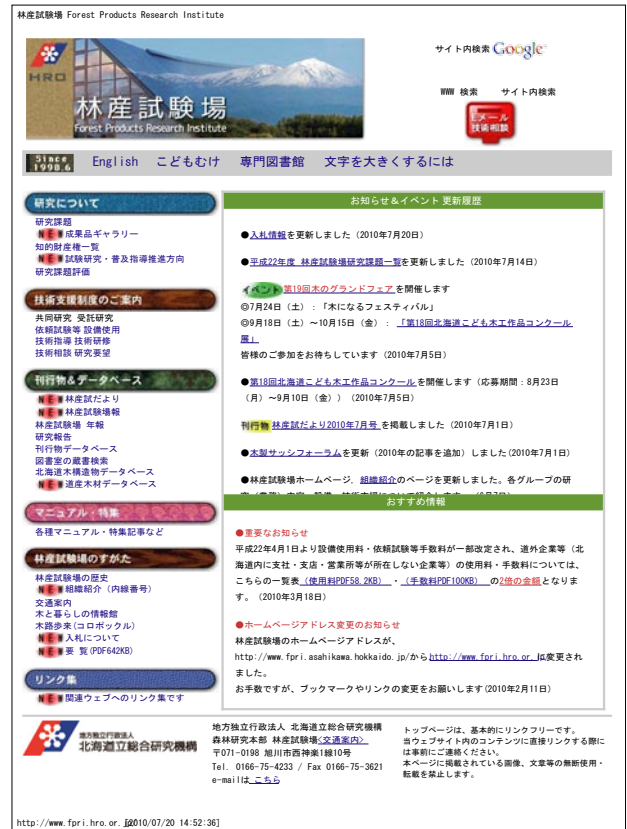 林産試験場 Forest Products Research Institute
サイト内検索 Google
HRO
林産試験場
Forest Products Research Institute
WWW 検索 サイト内検索
Eメール
技術相談
Since
1998.6
English こどもむけ 専門図書館 文字を大きくするには
研究について
研究課題
NEW成果品ギャラリー
知的財産権一覧
NEW試験研究・普及指導推進方向
研究課題評価
技術支援制度のご案内
共同研究 受託研究
依頼試験等 設備使用
技術指導 技術研修
技術相談 研究要望
刊行物&データベース
NEW林産試だより
NEW林産試験場報
林産試験場 年報
研究報告
刊行物データベース
図書室の蔵書検索
北海道木構造物データベース
NEW道産木材データベース
マニュアル・特集
各種マニュアル・特集記事など
林産試験場のすがた
林産試験場の歴史
NEW組織紹介（内線番号）
交通案内
木と暮らしの情報館
木路歩来(コロポックル)
NEW入札について
NEW要 覧(PDF642KB)
リンク集
NEW関連ウェブへのリンク集です
お知らせ＆イベント 更新履歴
●入札情報を更新しました（2010年7月20日）
●平成22年度 林産試験場研究課題一覧を更新しました（2010年7月14日）
イベント 第19回木のグランドフェアを開催します
◎7月24日（土）：「木になるフェスティバル」
◎9月18日（土）～10月15日（金）：「第18回北海道こども木工作品コンクール
展」
皆様のご参加をお待ちしています（2010年7月5日）
●第18回北海道こども木工作品コンクールを開催します（応募期間：8月23日
（月）～9月10日（金））（2010年7月5日）
刊行物 林産試だより2010年7月号 を掲載しました（2010年7月1日）
●木製サッシフォーラムを更新（2010年の記事を追加）しました(2010年7月1日)
●林産試験場ホームページ，組織紹介のページを更新しました。各グループの研
おすすめ情報
●重要なお知らせ
平成22年4月1日より設備使用料・依頼試験等手数料が一部改定され、道外企業等（北
海道内に支社・支店・営業所等が所在しない企業等）の使用料・手数料については、
こちらの一覧表（使用料PDF58.2KB）・（手数料PDF100KB） の2倍の金額となりま
す。（2010年3月18日）
●ホームページアドレス変更のお知らせ
林産試験場のホームページアドレスが、
http://www.fpri.asahikawa.hokkaido.jp/からhttp://www.fpri.hro.or.に変更され
ました。
お手数ですが、ブックマークやリンクの変更をお願いします(2010年2月11日)
地方独立行政法人
北海道立総合研究機構
地方独立行政法人 北海道立総合研究機構
森林研究本部 林産試験場<交通案内>
〒071-0198 旭川市西神楽1線10号
Tel. 0166-75-4233 / Fax 0166-75-3621
e-mailは こちら
トップページは、基本的にリンクフリーです。
当ウェブサイト内のコンテンツに直接リンクする際に
は事前にご連絡ください。
本ページに掲載されている画像、文章等の無断使用・
転載を禁止します。
http://www.fpri.hro.or.[2010/07/20 14:52:36]